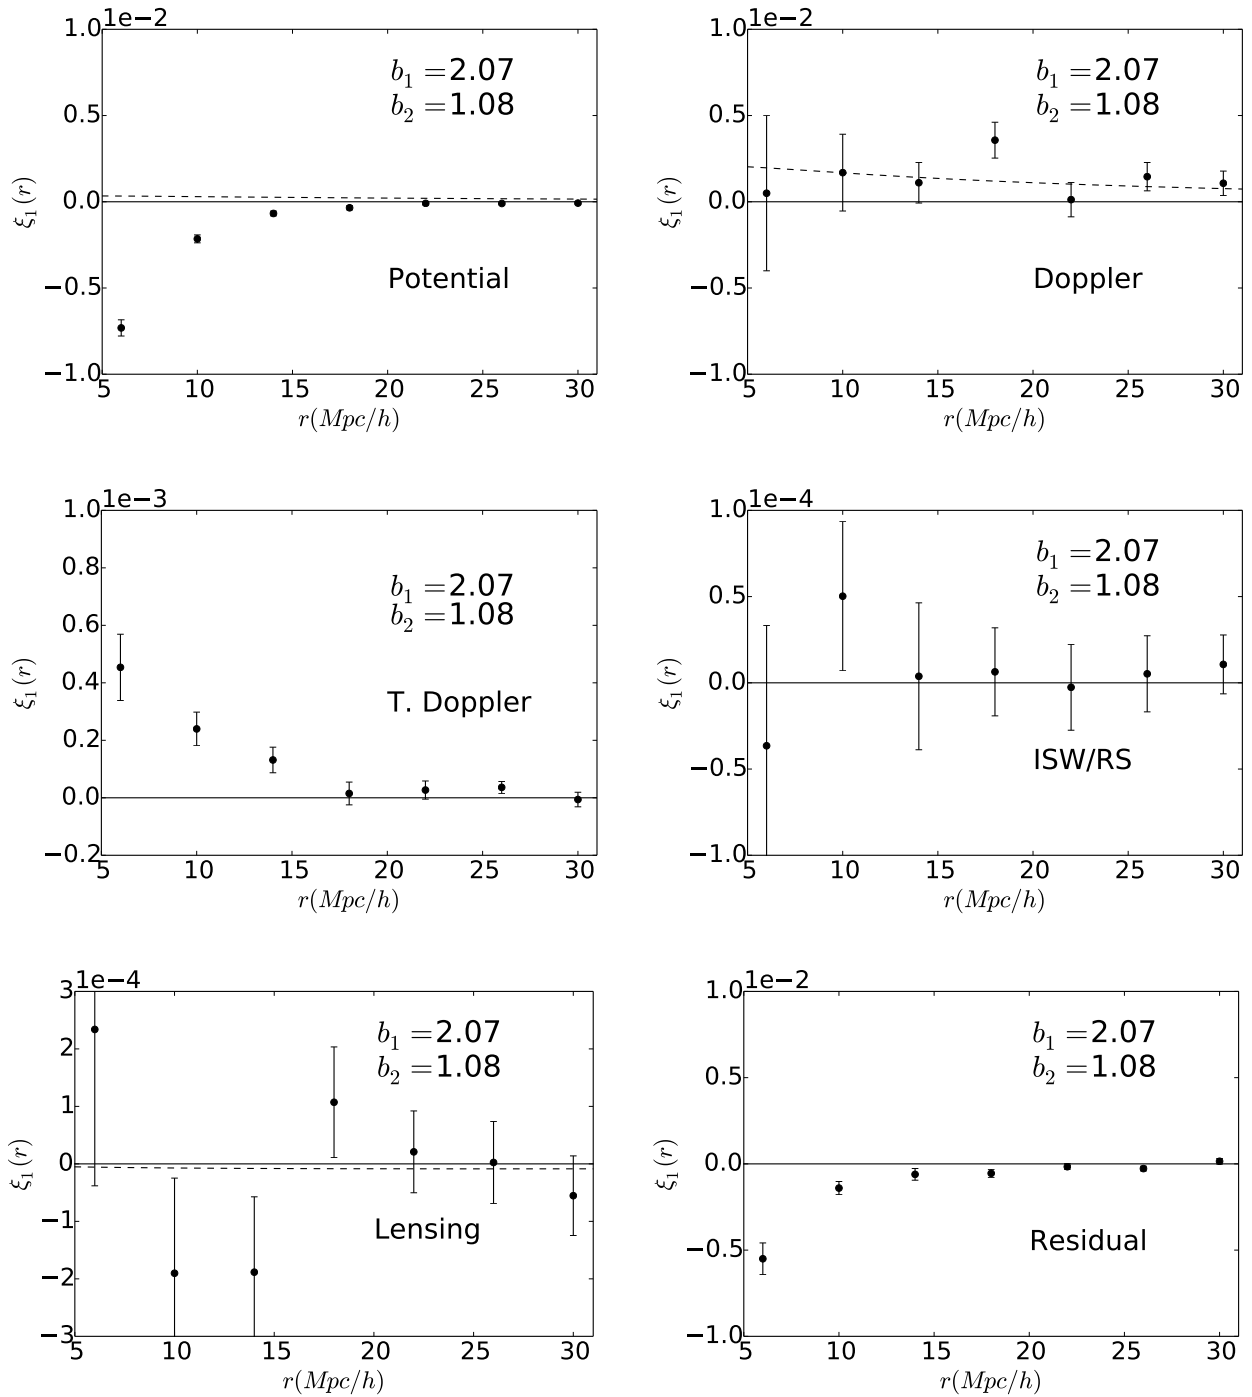 1e−2
1.0
0.5
0.0
−0.5
−1.0
ξ₁(r)
b₁ =2.07
b₂ =1.08
Potential
5 10 15 20 25 30
r(Mpc/h)
1e−2
1.0
0.5
0.0
−0.5
−1.0
ξ₁(r)
b₁ =2.07
b₂ =1.08
Doppler
5 10 15 20 25 30
r(Mpc/h)
1e−3
1.0
0.8
0.6
0.4
0.2
0.0
−0.2
ξ₁(r)
b₁ =2.07
b₂ =1.08
T. Doppler
5 10 15 20 25 30
r(Mpc/h)
1e−4
1.0
0.5
0.0
−0.5
−1.0
ξ₁(r)
b₁ =2.07
b₂ =1.08
ISW/RS
5 10 15 20 25 30
r(Mpc/h)
1e−4
3
2
1
0
−1
−2
−3
ξ₁(r)
b₁ =2.07
b₂ =1.08
Lensing
5 10 15 20 25 30
r(Mpc/h)
1e−2
1.0
0.5
0.0
−0.5
−1.0
ξ₁(r)
b₁ =2.07
b₂ =1.08
Residual
5 10 15 20 25 30
r(Mpc/h)